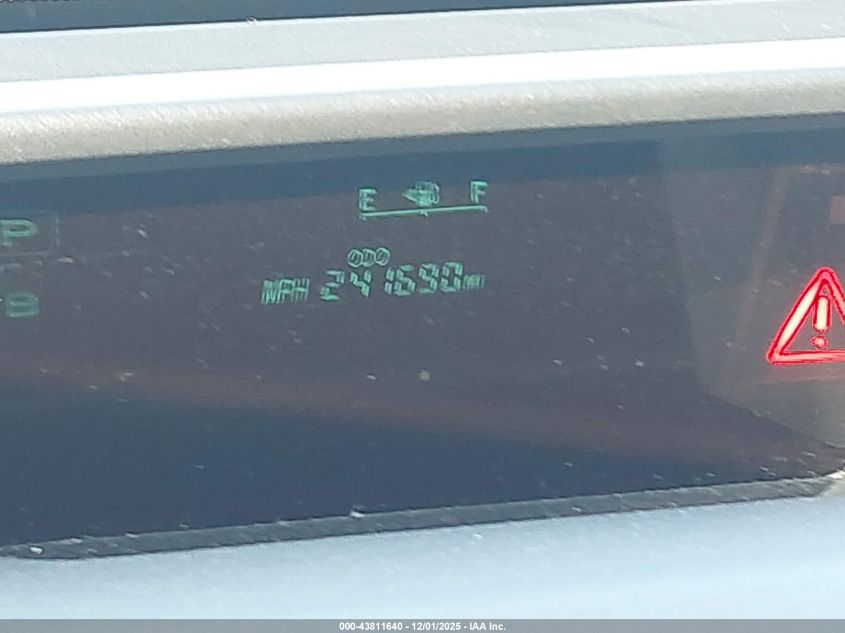 E F
P
ODO
MPH 241690 MI
B
000-43811640 - 12/01/2025 - IAA Inc.